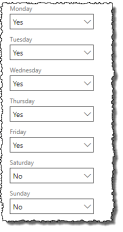 Monday
Yes
Tuesday
Yes
Wednesday
Yes
Thursday
Yes
Friday
Yes
Saturday
No
Sunday
No